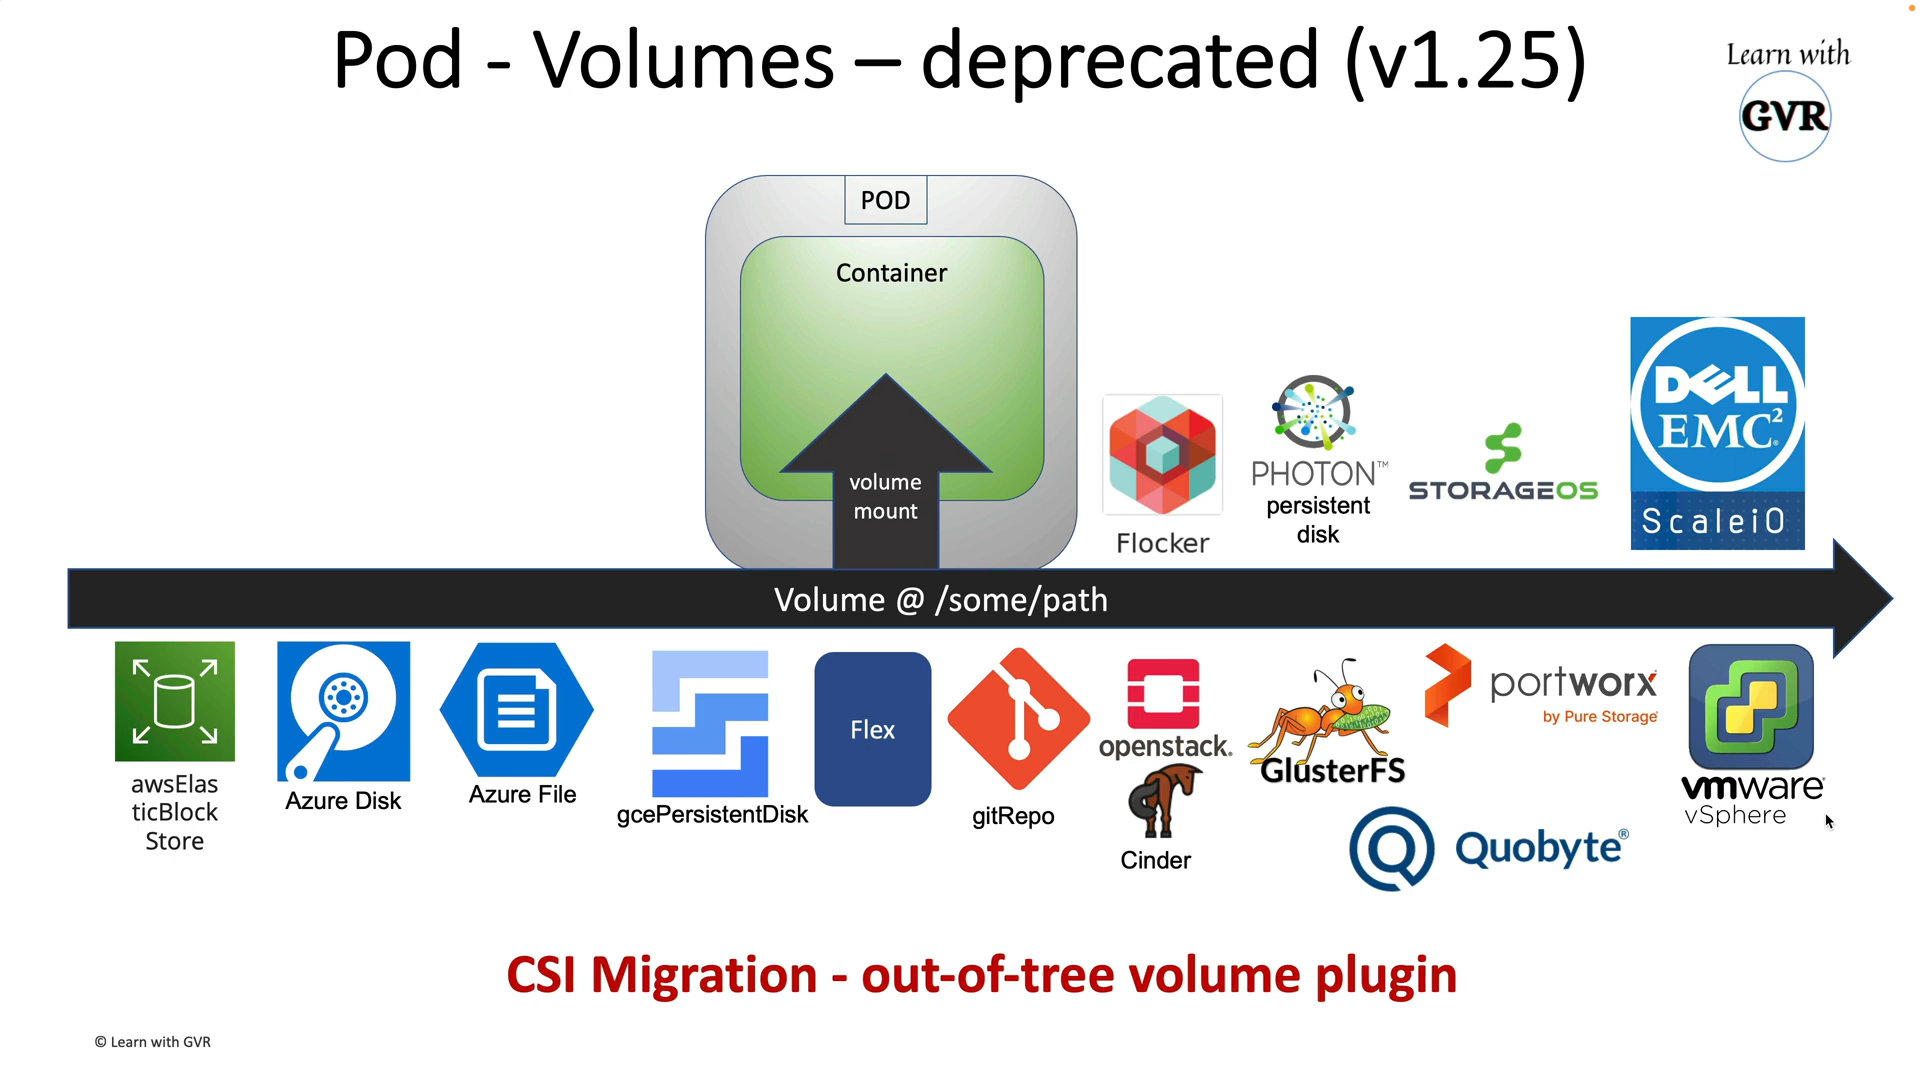 Pod - Volumes – deprecated (v1.25)
Learn with
GVR
POD
Container
volume
mount
Flocker
PHOTON™
persistent
disk
STORAGEOS
DELL
EMC²
ScaleiO
Volume @ /some/path
awsElas
ticBlock
Store
Azure Disk
Azure File
gcePersistentDisk
Flex
gitRepo
openstack.
Cinder
GlusterFS
portworx
by Pure Storage
Quobyte®
vmware
vSphere
CSI Migration - out-of-tree volume plugin
© Learn with GVR